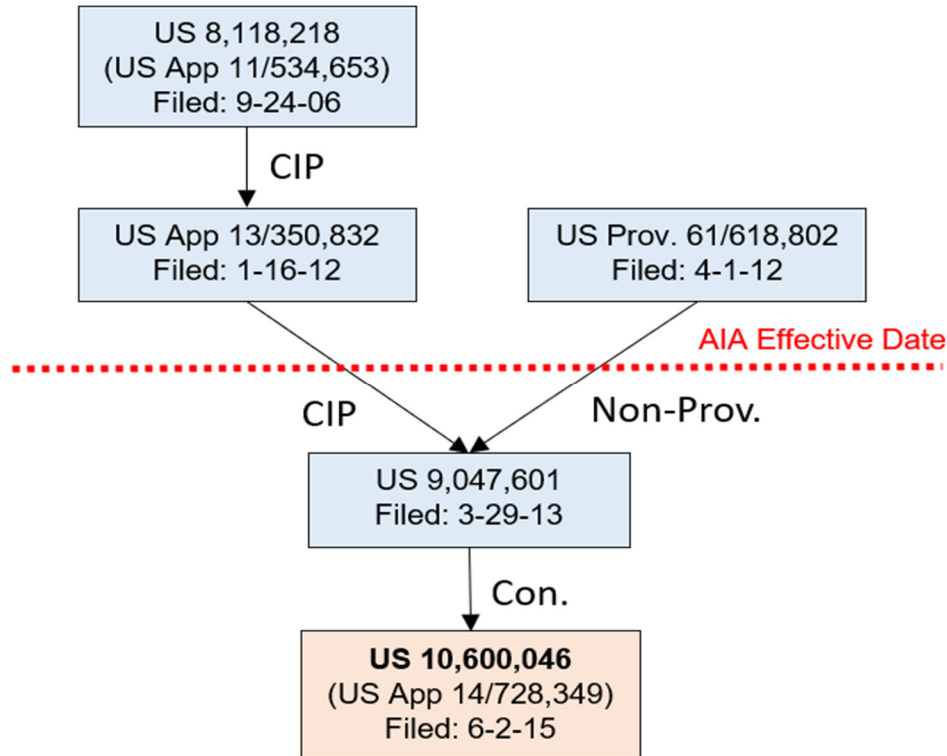 US 8,118,218
(US App 11/534,653)
Filed: 9-24-06
CIP
US App 13/350,832
Filed: 1-16-12
US Prov. 61/618,802
Filed: 4-1-12
AIA Effective Date
CIP
Non-Prov.
US 9,047,601
Filed: 3-29-13
Con.
US 10,600,046
(US App 14/728,349)
Filed: 6-2-15